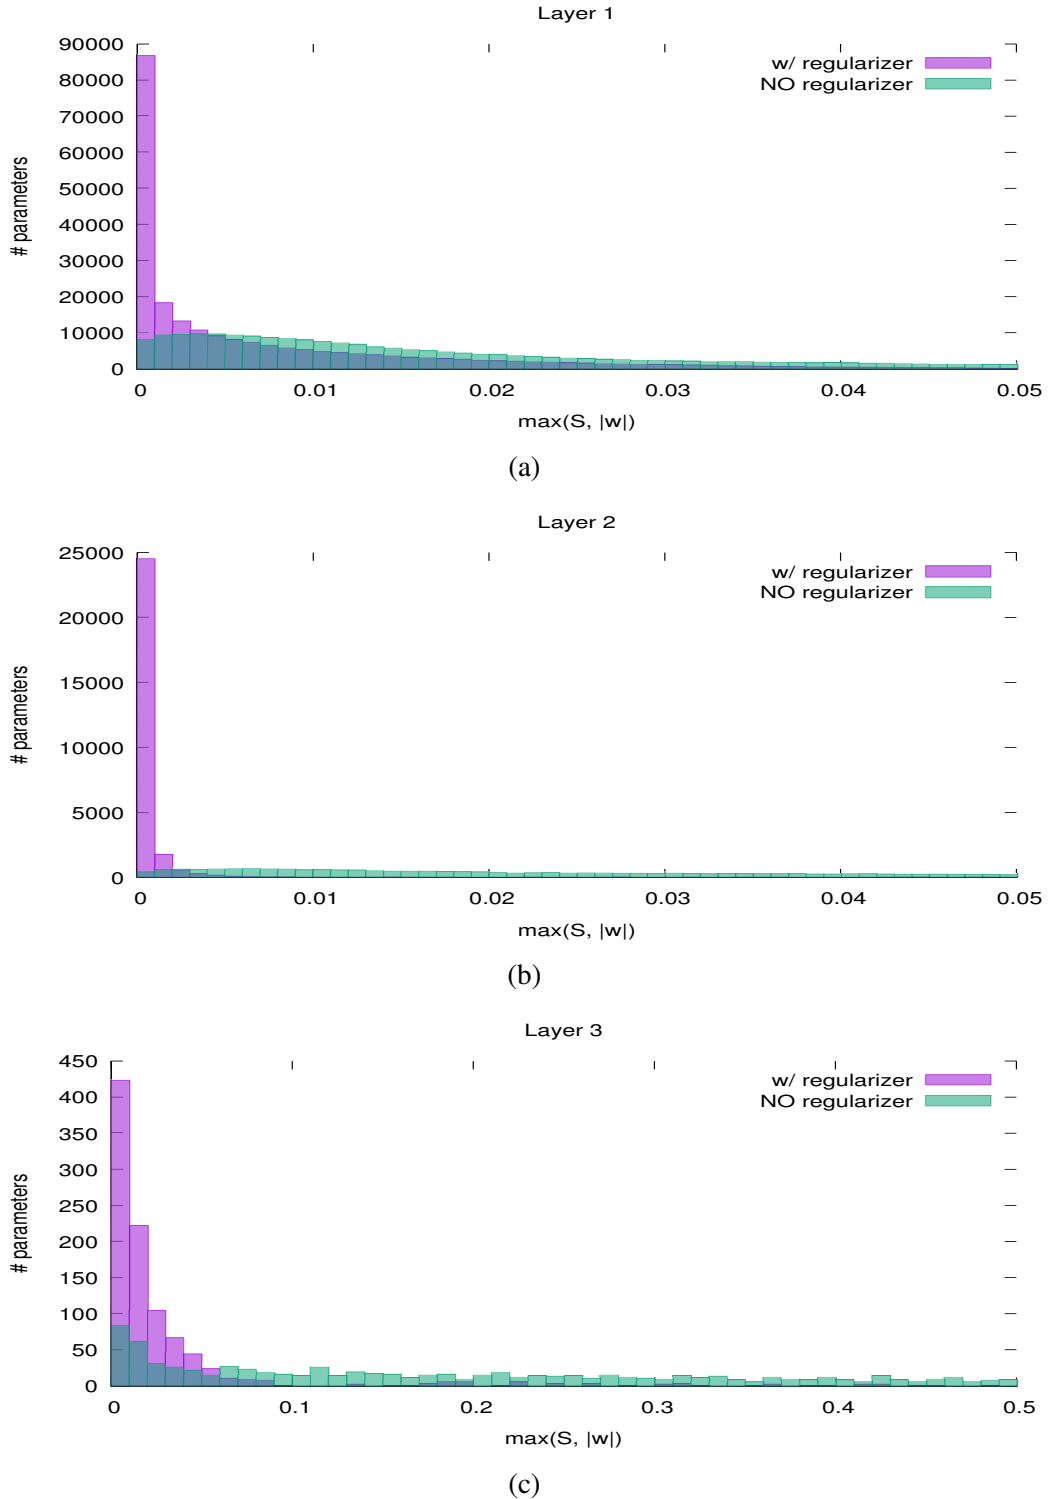 Layer 1
# parameters
90000
80000
70000
60000
50000
40000
30000
20000
10000
0
w/ regularizer
NO regularizer
0 0.01 0.02 0.03 0.04 0.05
max(S, |w|)
(a)
Layer 2
# parameters
25000
20000
15000
10000
5000
0
w/ regularizer
NO regularizer
0 0.01 0.02 0.03 0.04 0.05
max(S, |w|)
(b)
Layer 3
# parameters
450
400
350
300
250
200
150
100
50
0
w/ regularizer
NO regularizer
0 0.1 0.2 0.3 0.4 0.5
max(S, |w|)
(c)